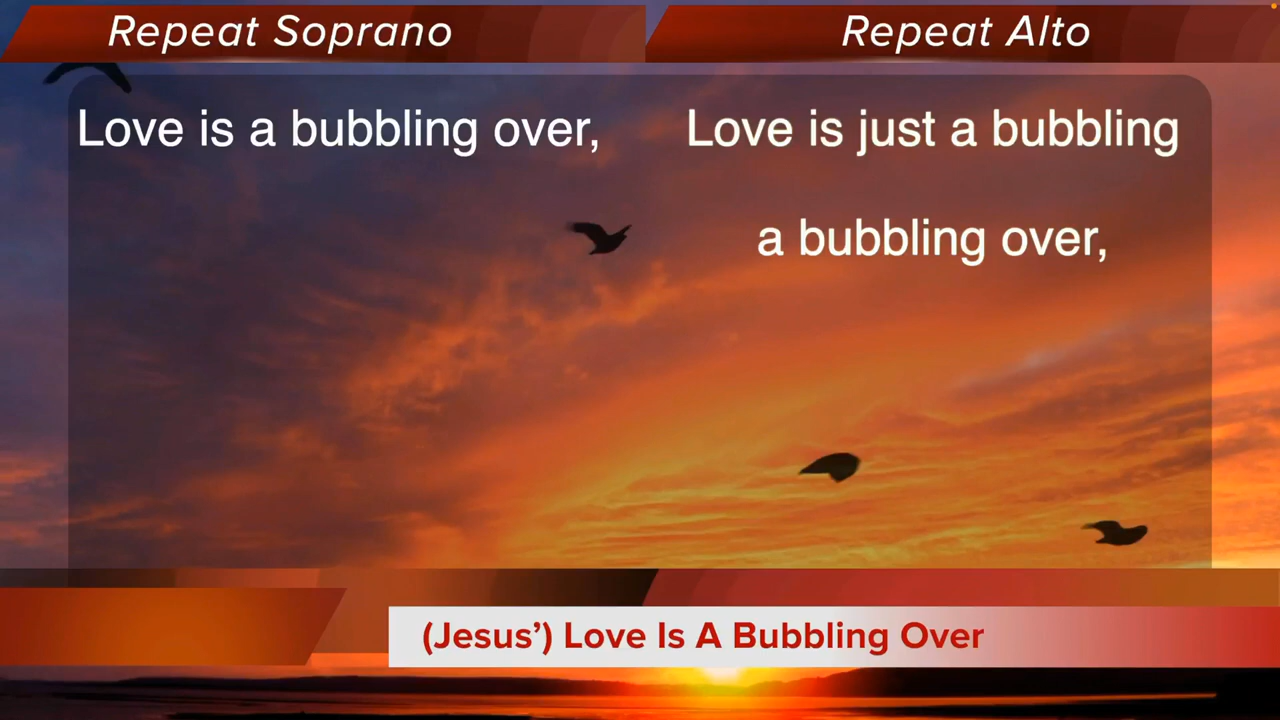 Repeat Soprano
Repeat Alto
Love is a bubbling over,
Love is just a bubbling
a bubbling over,
(Jesus’) Love Is A Bubbling Over